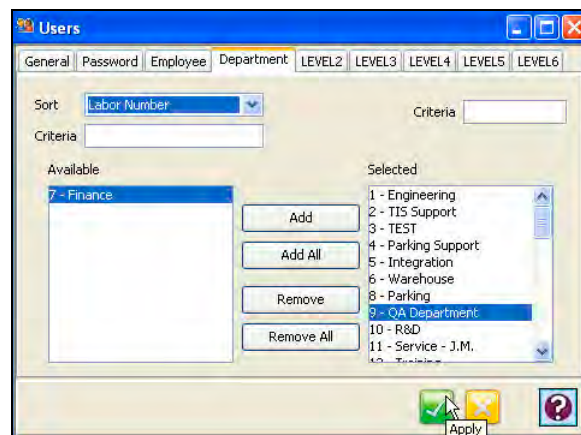 Users
General Password Employee Department LEVEL2 LEVEL3 LEVEL4 LEVEL5 LEVEL6
Sort Labor Number
Criteria
Criteria
Available
Selected
7 - Finance
Add
Add All
Remove
Remove All
1 - Engineering
2 - TIS Support
3 - TEST
4 - Parking Support
5 - Integration
6 - Warehouse
8 - Parking
9 - QA Department
10 - R&D
11 - Service - J.M.
12 - Training
?
Apply